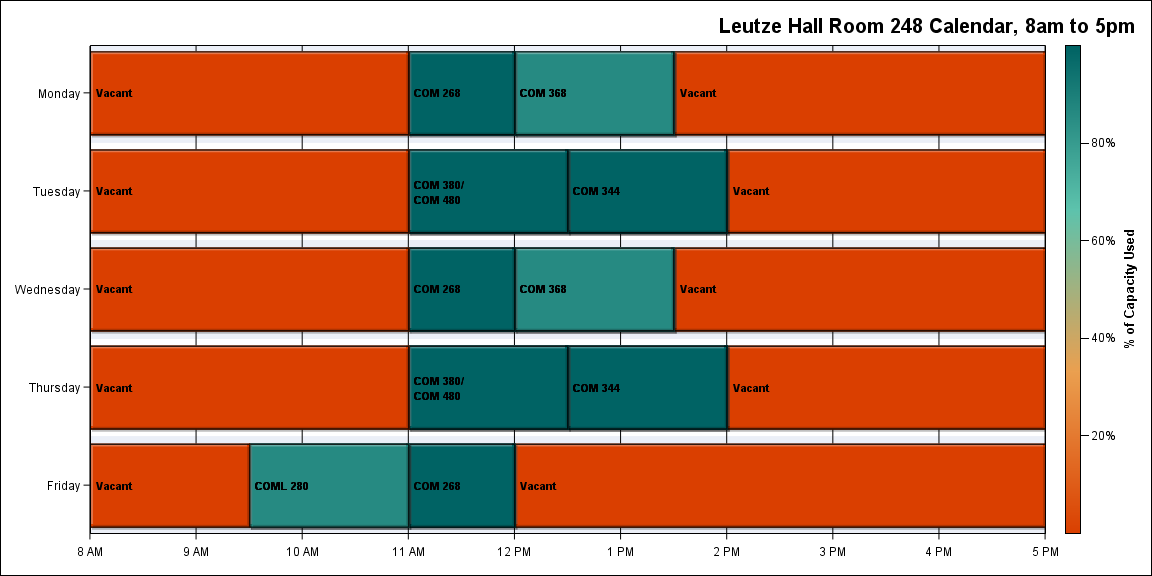 Leutze Hall Room 248 Calendar, 8am to 5pm
Monday
Vacant
COM 268
COM 368
Vacant
Tuesday
Vacant
COM 380/
COM 480
COM 344
Vacant
Wednesday
Vacant
COM 268
COM 368
Vacant
Thursday
Vacant
COM 380/
COM 480
COM 344
Vacant
Friday
Vacant
COML 280
COM 268
Vacant
8 AM
9 AM
10 AM
11 AM
12 PM
1 PM
2 PM
3 PM
4 PM
5 PM
80%
60%
40%
20%
% of Capacity Used